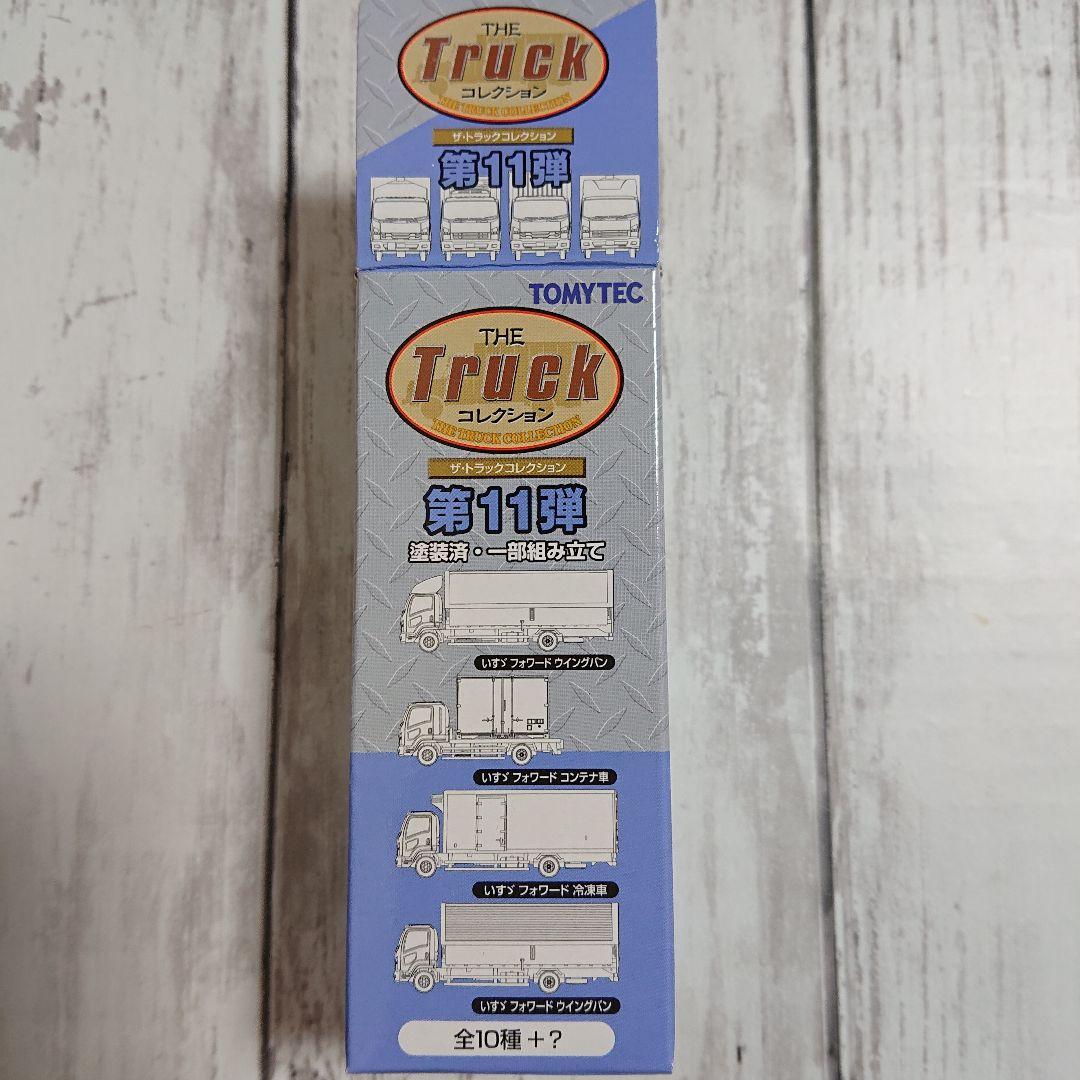 THE
Truck
コレクション
THE TRUCK COLLECTION
ザ・トラックコレクション
第11弾
TOMYTEC
THE
Truck
コレクション
THE TRUCK COLLECTION
ザ・トラックコレクション
第11弾
塗装済・一部組み立て
いすゞ フォワード ウイングバン
いすゞ フォワード コンテナ車
いすゞ フォワード 冷凍車
いすゞ フォワード ウイングバン
全10種＋？